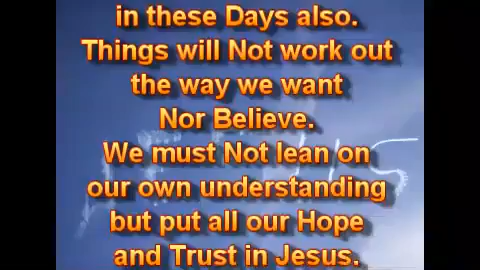 in these Days also.
Things will Not work out
the way we want
Nor Believe.
We must Not lean on
our own understanding
but put all our Hope
and Trust in Jesus.